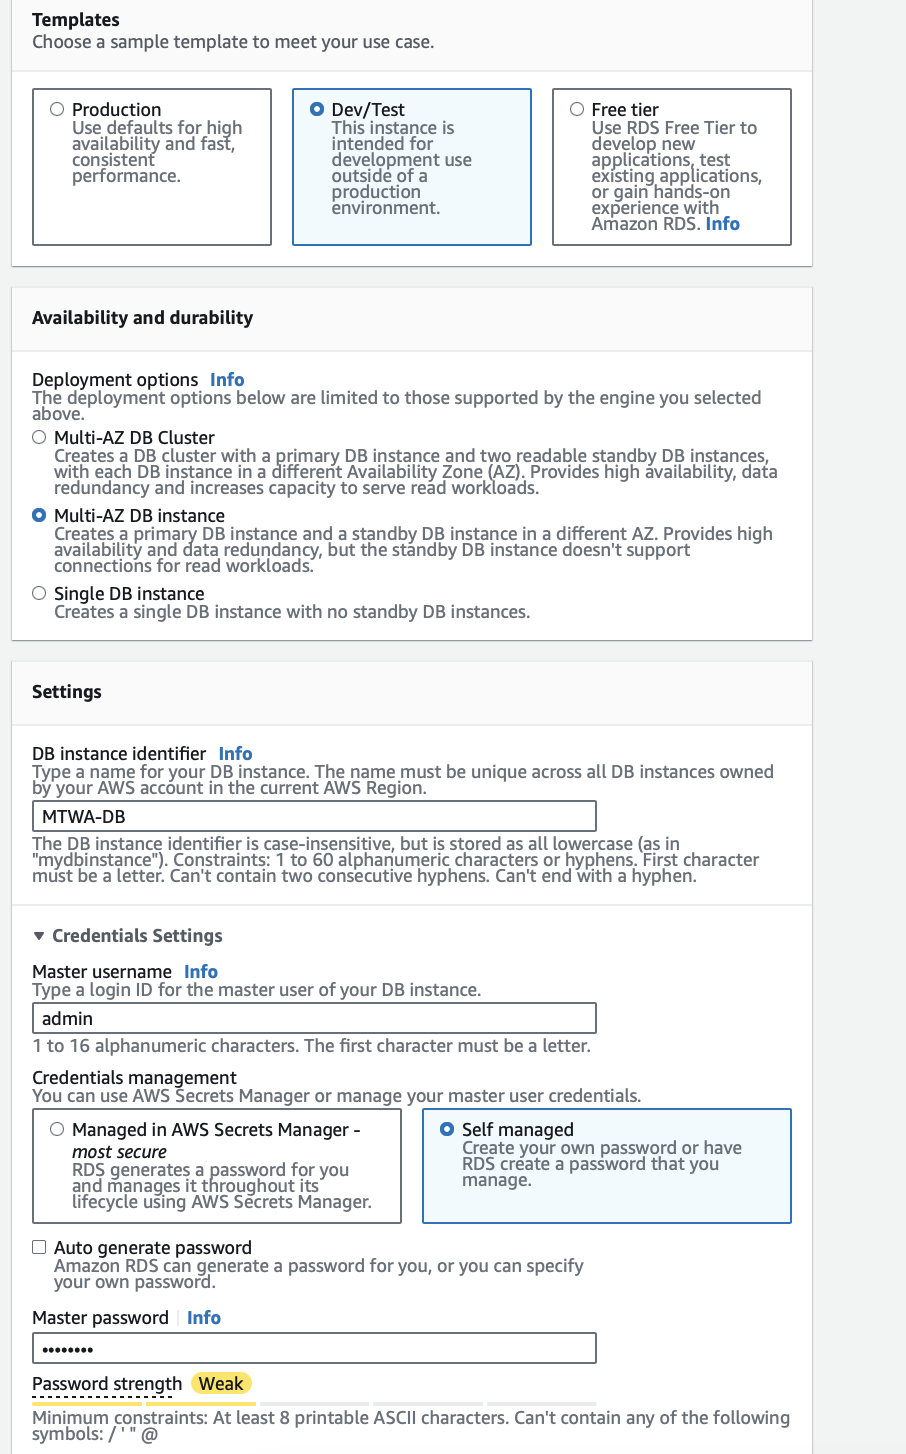 Templates
Choose a sample template to meet your use case.
Production
Use defaults for high
availability and fast,
consistent
performance.
Dev/Test
This instance is
intended for
development use
outside of a
production
environment.
Free tier
Use RDS Free Tier to
develop new
applications, test
existing applications,
or gain hands-on
experience with
Amazon RDS. Info
Availability and durability
Deployment options Info
The deployment options below are limited to those supported by the engine you selected
above.
Multi-AZ DB Cluster
Creates a DB cluster with a primary DB instance and two readable standby DB instances,
with each DB instance in a different Availability Zone (AZ). Provides high availability, data
redundancy and increases capacity to serve read workloads.
Multi-AZ DB instance
Creates a primary DB instance and a standby DB instance in a different AZ. Provides high
availability and data redundancy, but the standby DB instance doesn't support
connections for read workloads.
Single DB instance
Creates a single DB instance with no standby DB instances.
Settings
DB instance identifier Info
Type a name for your DB instance. The name must be unique across all DB instances owned
by your AWS account in the current AWS Region.
MTWA-DB
The DB instance identifier is case-insensitive, but is stored as all lowercase (as in
"mydbinstance"). Constraints: 1 to 60 alphanumeric characters or hyphens. First character
must be a letter. Can't contain two consecutive hyphens. Can't end with a hyphen.
Credentials Settings
Master username Info
Type a login ID for the master user of your DB instance.
admin
1 to 16 alphanumeric characters. The first character must be a letter.
Credentials management
You can use AWS Secrets Manager or manage your master user credentials.
Managed in AWS Secrets Manager -
most secure
RDS generates a password for you
and manages it throughout its
lifecycle using AWS Secrets Manager.
Self managed
Create your own password or have
RDS create a password that you
manage.
Auto generate password
Amazon RDS can generate a password for you, or you can specify
your own password.
Master password Info
••••••••
Password strength Weak
Minimum constraints: At least 8 printable ASCII characters. Can't contain any of the following
symbols: / ' " @